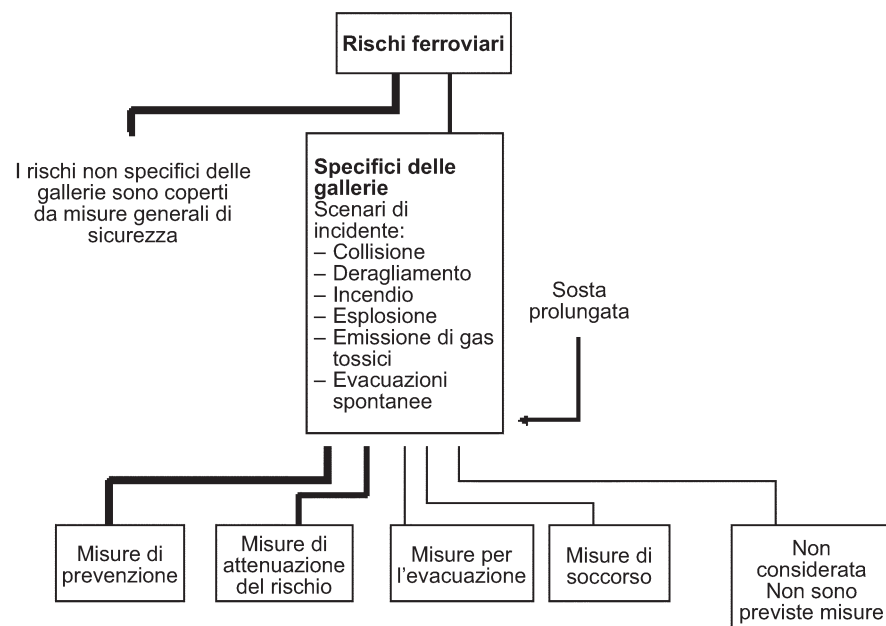 Rischi ferroviari
I rischi non specifici delle
gallerie sono coperti
da misure generali di
sicurezza
Specifici delle
gallerie
Scenari di
incidente:
– Collisione
– Deragliamento
– Incendio
– Esplosione
– Emissione di gas
tossici
– Evacuazioni
spontanee
Sosta
prolungata
Misure di
prevenzione
Misure di
attenuazione
del rischio
Misure per
l'evacuazione
Misure di
soccorso
Non
considerata
Non sono
previste misure